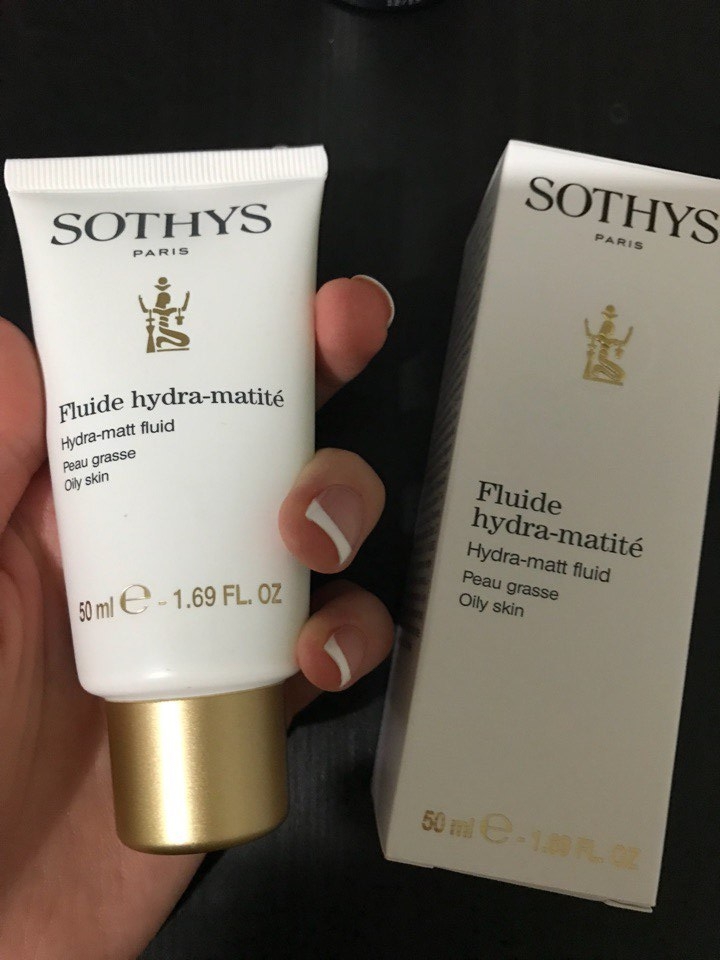 SOTHYS
PARIS
Fluide hydra-matité
Hydra-matt fluid
Peau grasse
Oily skin
50 ml ℮ - 1.69 FL. OZ
SOTHYS
PARIS
Fluide
hydra-matité
Hydra-matt fluid
Peau grasse
Oily skin
50 ml ℮ - 1.69 FL. OZ